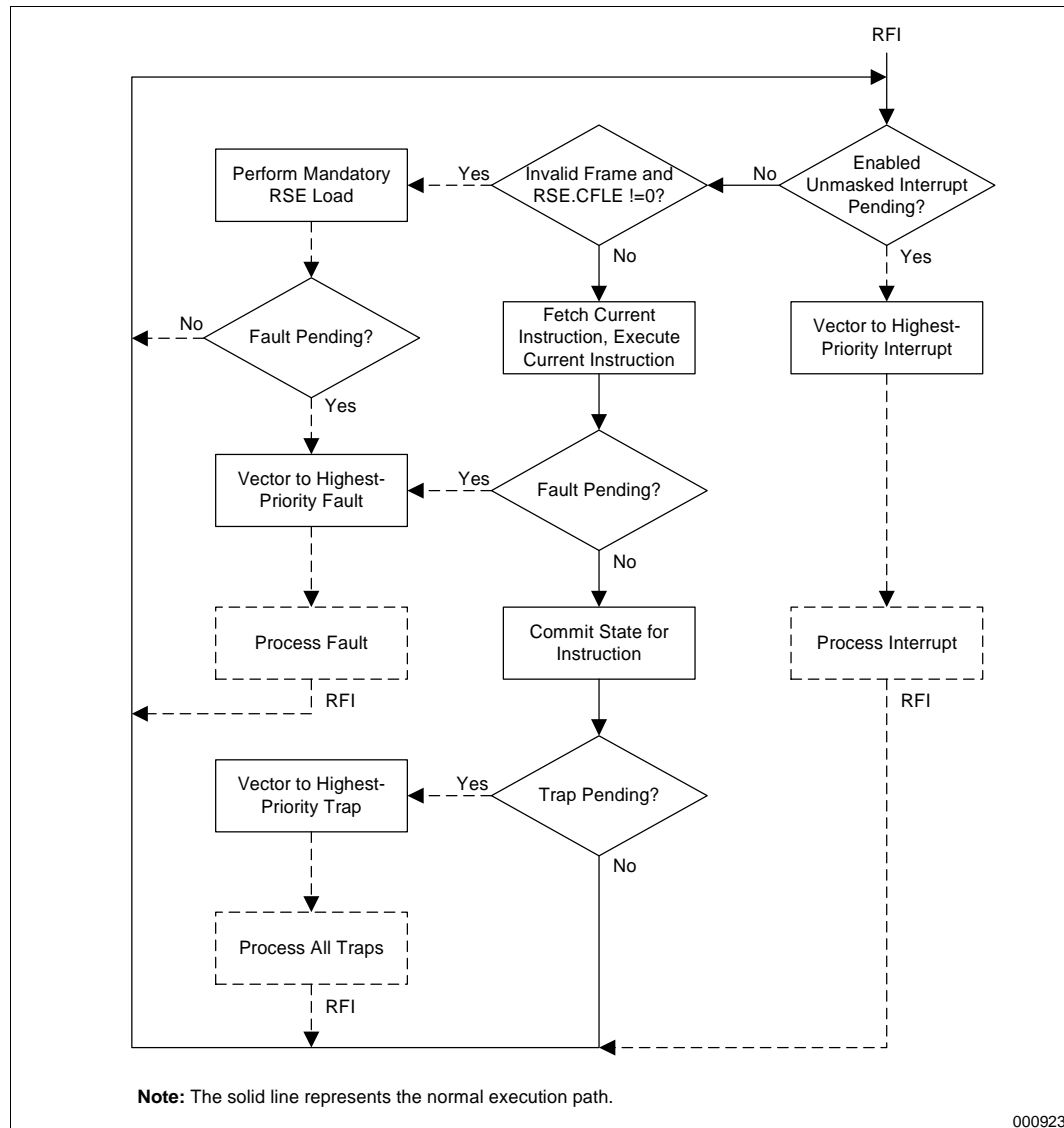 RFI
Enabled
Unmasked Interrupt
Pending?
No
Yes
Invalid Frame and
RSE.CFLE !=0?
Yes
No
Perform Mandatory
RSE Load
Fault Pending?
No
Yes
Fetch Current
Instruction, Execute
Current Instruction
Vector to Highest-
Priority Interrupt
Vector to Highest-
Priority Fault
Yes
Fault Pending?
No
Process Fault
RFI
Commit State for
Instruction
Process Interrupt
RFI
Vector to Highest-
Priority Trap
Yes
Trap Pending?
No
Process All Traps
RFI
Note: The solid line represents the normal execution path.
000923